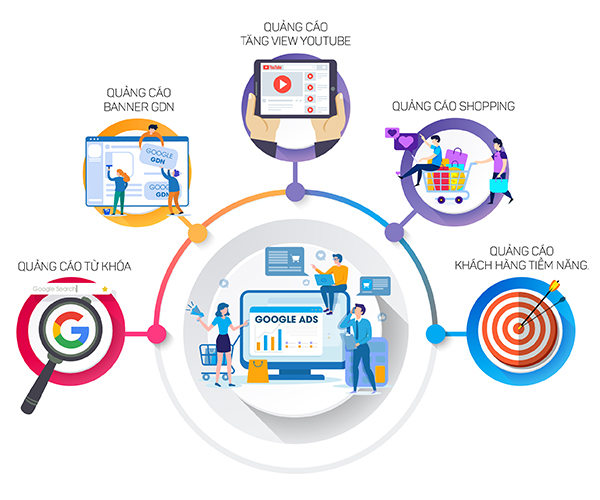 QUẢNG CÁO
TĂNG VIEW YOUTUBE
YouTube
QUẢNG CÁO
BANNER GDN
GOOGLE
GDN
GOOGLE
GDN
QUẢNG CÁO SHOPPING
QUẢNG CÁO TỪ KHÓA
Google Search
G
QUẢNG CÁO
KHÁCH HÀNG TIỀM NĂNG.
GOOGLE ADS